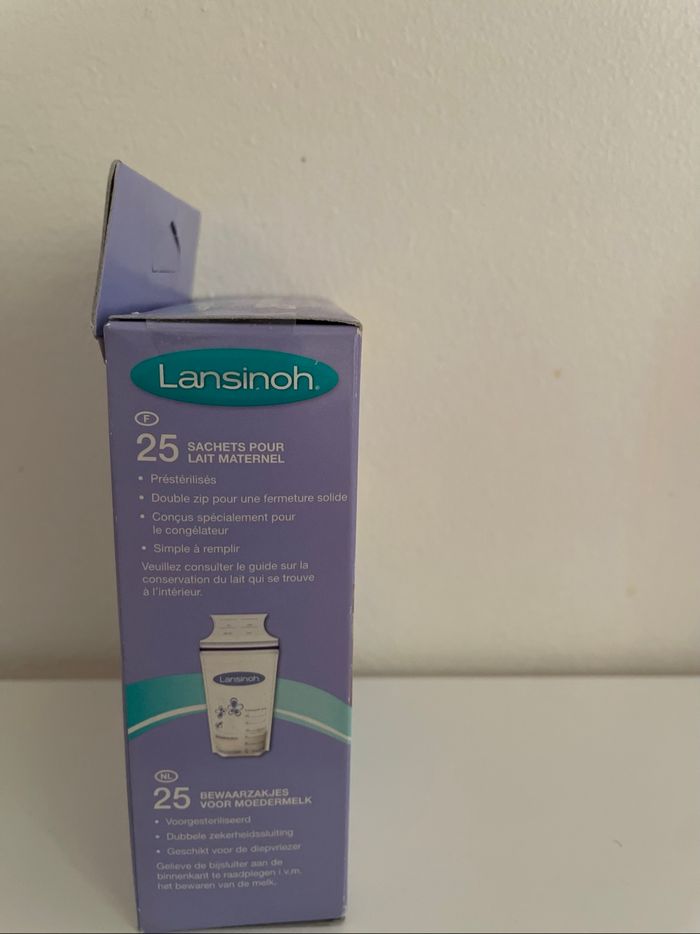 Lansinoh®
F
25 SACHETS POUR
LAIT MATERNEL
• Préstérilisés
• Double zip pour une fermeture solide
• Conçus spécialement pour
le congélateur
• Simple à remplir
Veuillez consulter le guide sur la
conservation du lait qui se trouve
à l'intérieur.
Lansinoh
NL
25 BEWAARZAKJES
VOOR MOEDERMELK
• Voorgesteriliseerd
• Dubbele zekerheidssluiting
• Geschikt voor de diepvriezer
Gelieve de bijsluiter aan de
binnenkant te raadplegen i.v.m.
het bewaren van de melk.